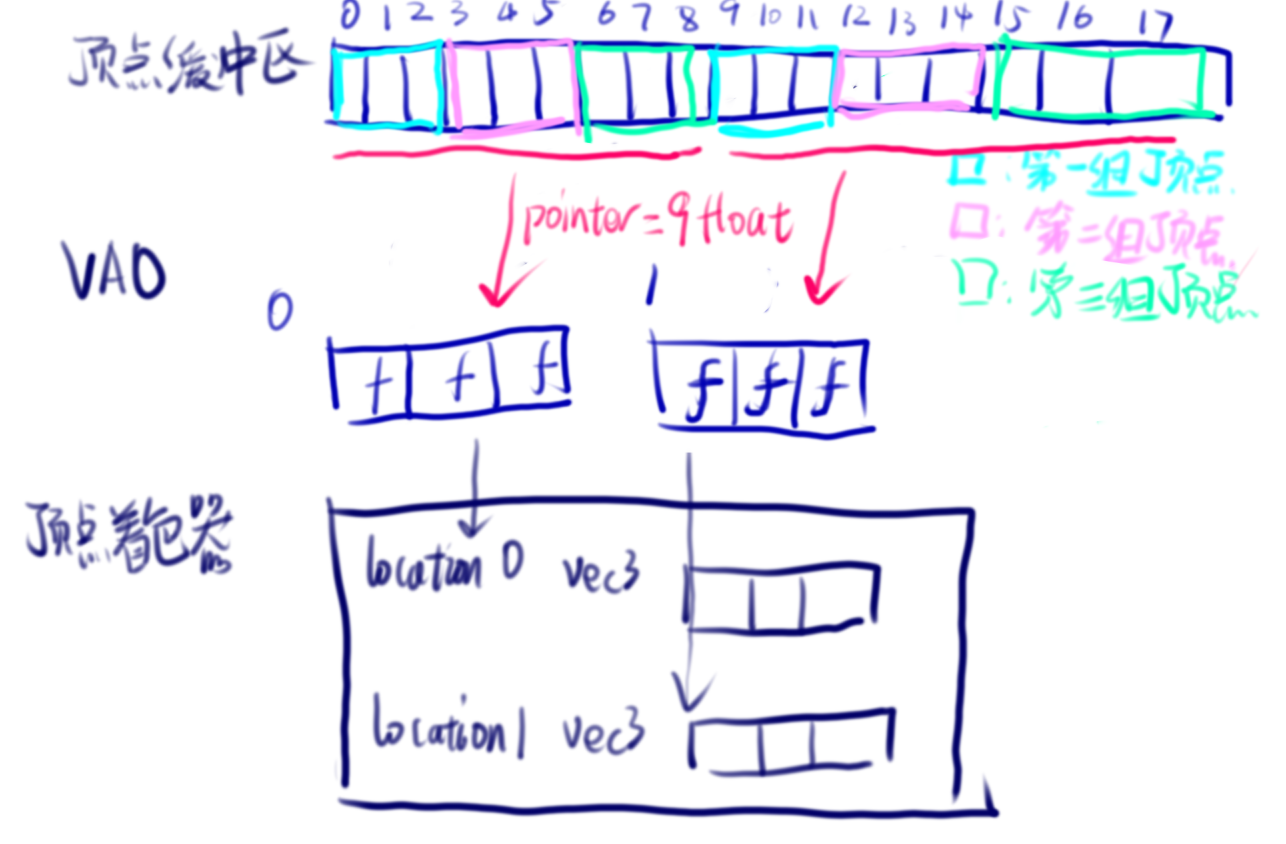 0 1 2 3 4 5 6 7 8 9 10 11 12 13 14 15 16 17
顶点缓冲区
□:第一组顶点
pointer=9float
□:第二组顶点
VAO
□:第三组顶点
0 1
f f f f f f
顶点着色器
location 0 vec3
location 1 vec3